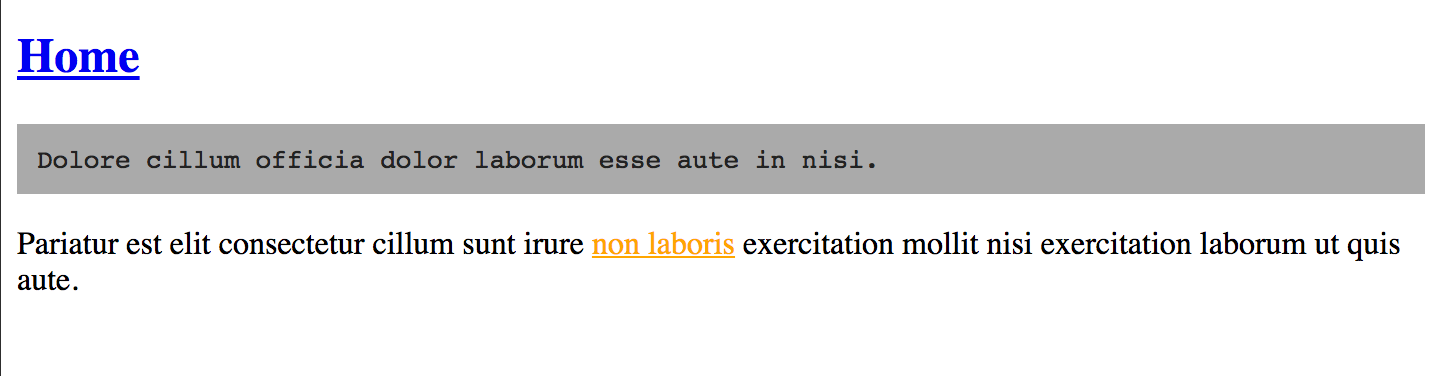 Home
Dolore cillum officia dolor laborum esse aute in nisi.
Pariatur est elit consectetur cillum sunt irure non laboris exercitation mollit nisi exercitation laborum ut quis
aute.